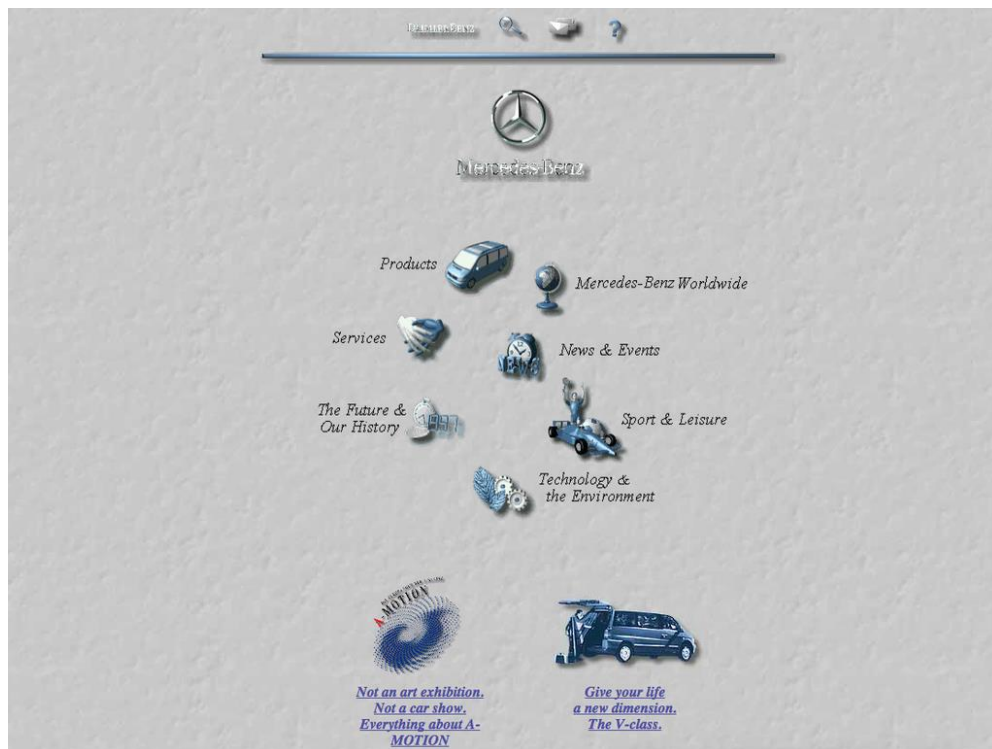 Mercedes-Benz
Products
Mercedes-Benz Worldwide
Services
News & Events
NEWS
The Future &
Our History
Sport & Leisure
Technology &
the Environment
A-MOTION
Not an art exhibition.
Not a car show.
Everything about A-
MOTION
Give your life
a new dimension.
The V-class.